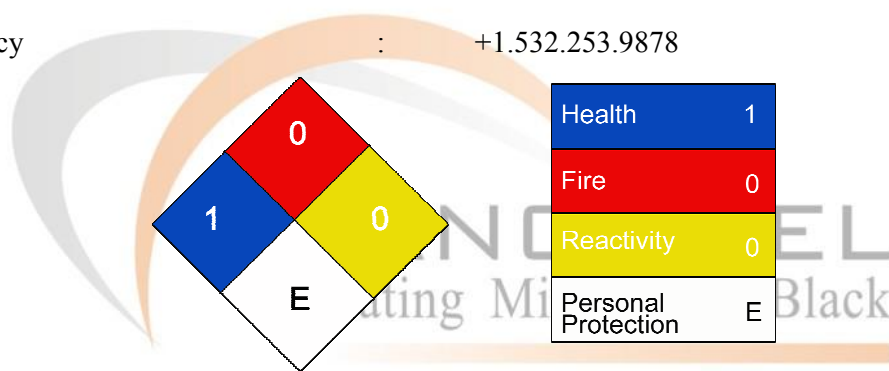 cy : +1.532.253.9878
0
1 0
E
Health 1
Fire 0
Reactivity 0
Personal
Protection E
ating Mi
Black